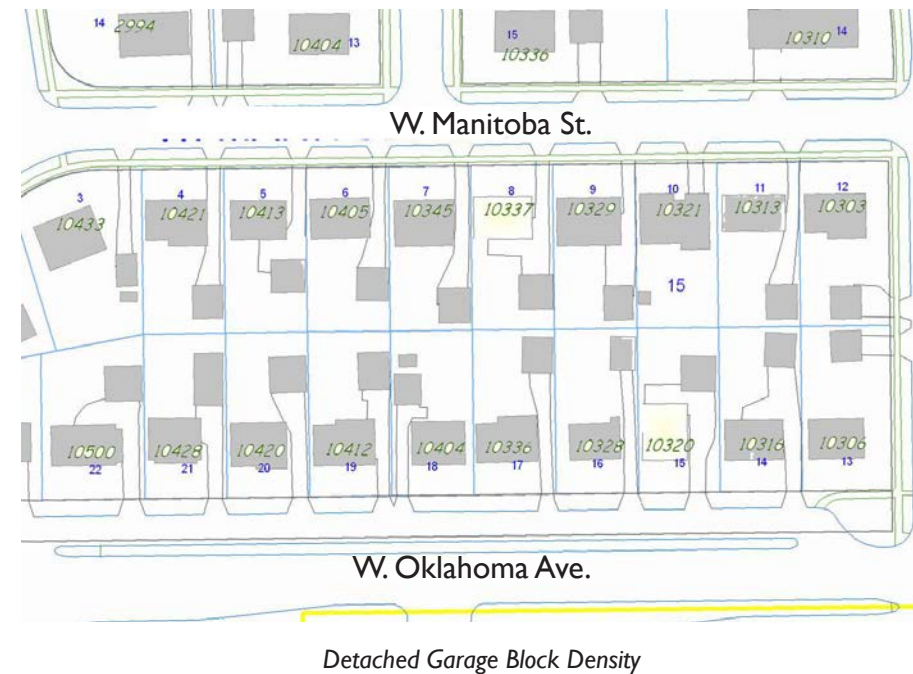 14 2994
10404 13
15
10336
10310 14
W. Manitoba St.
3 4 5 6 7 8 9 10 11 12
10433 10421 10413 10405 10345 10337 10329 10321 10313 10303
15
10500 10428 10420 10412 10404 10336 10328 10320 10316 10306
22 21 20 19 18 17 16 15 14 13
W. Oklahoma Ave.
Detached Garage Block Density